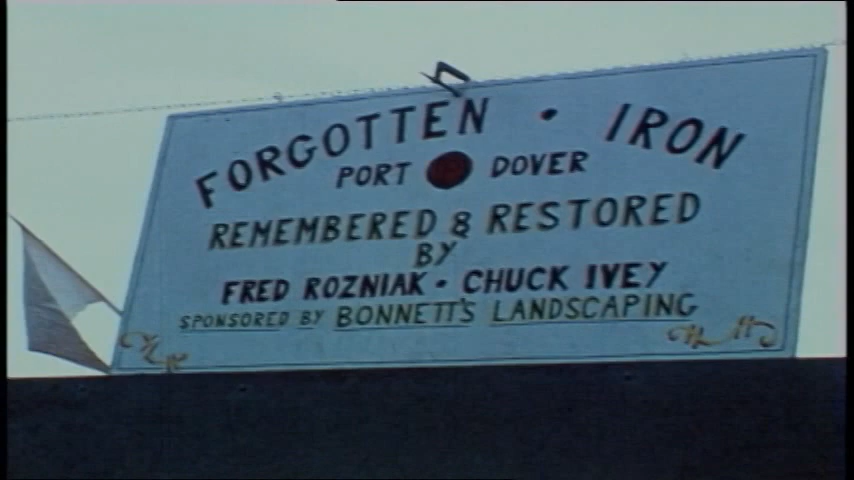 FORGOTTEN • IRON
PORT DOVER
REMEMBERED & RESTORED
BY
FRED ROZNIAK • CHUCK IVEY
SPONSORED BY BONNETT'S LANDSCAPING